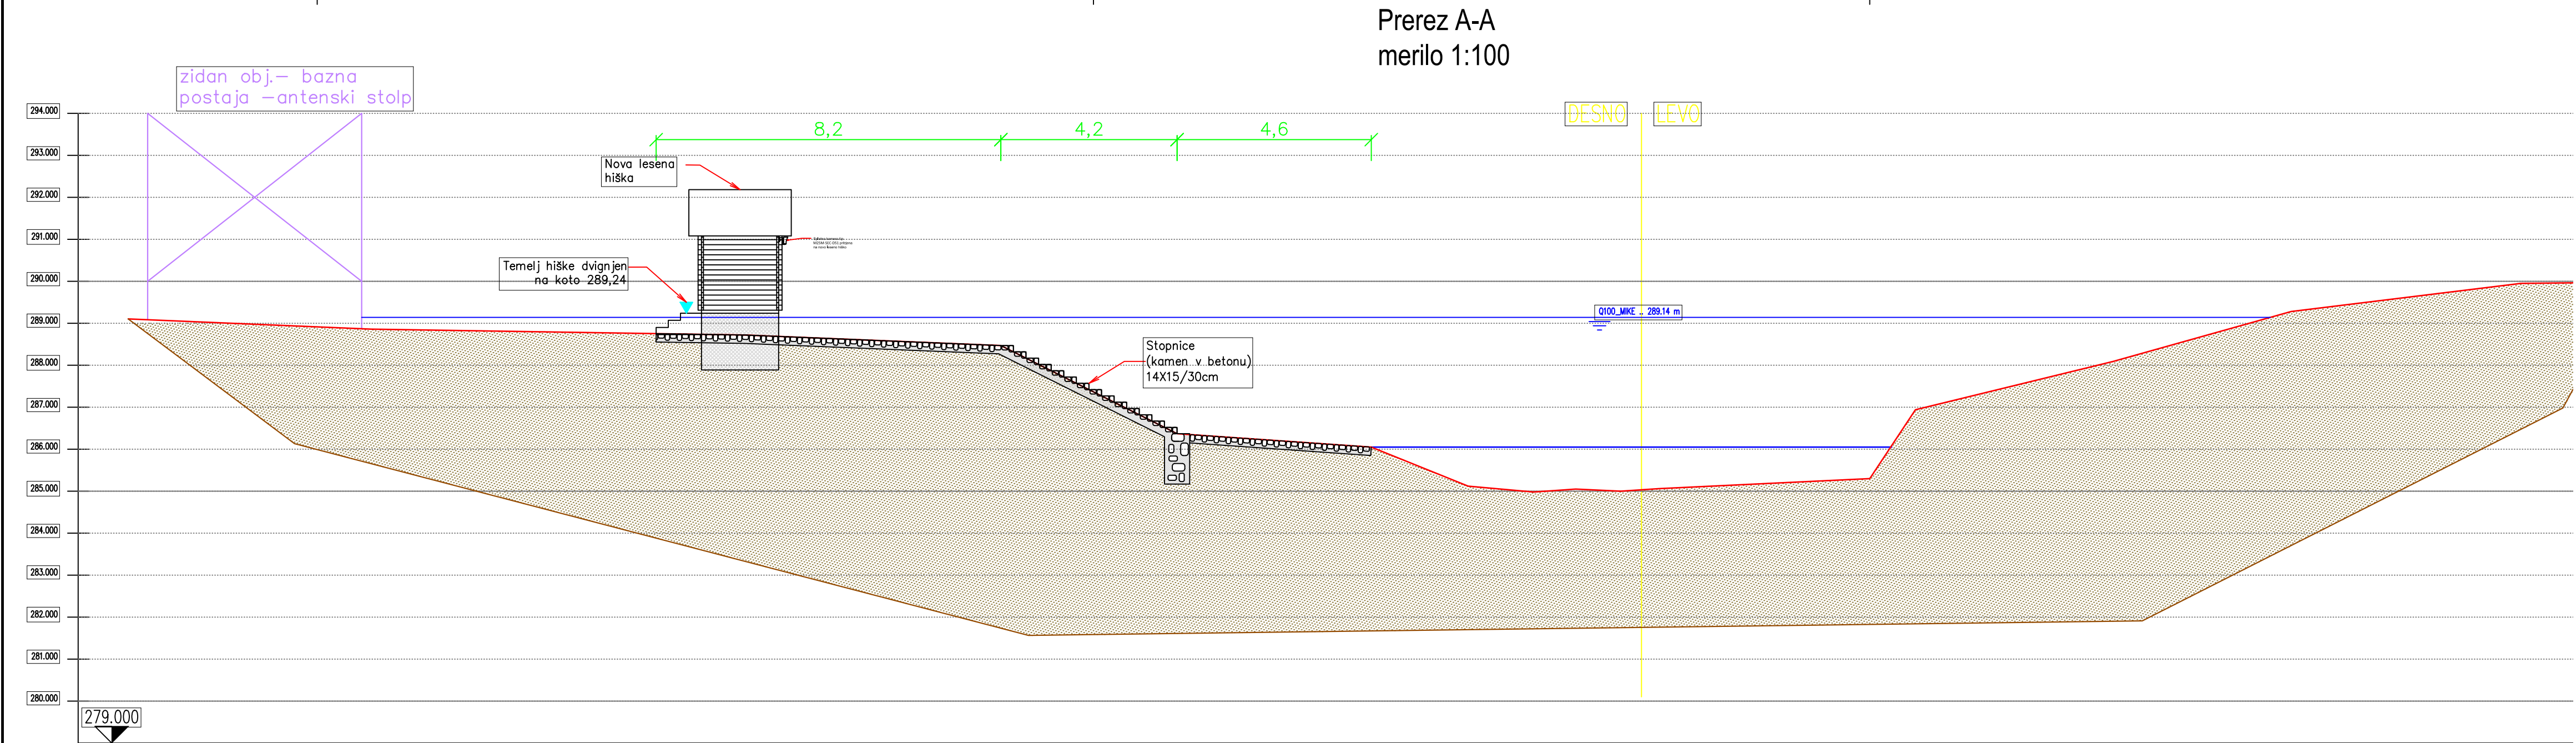 Prerez A-A
merilo 1:100
zidan obj.– bazna
postaja –antenski stolp
DESNO
LEVO
8,2
4,2
4,6
Nova lesena
hiška
Temelj hiške dvignjen
na koto 289,24
Q100_MIKE .. 289.14 m
Stopnice
(kamen v betonu)
14X15/30cm
294.000
293.000
292.000
291.000
290.000
289.000
288.000
287.000
286.000
285.000
284.000
283.000
282.000
281.000
280.000
279.000